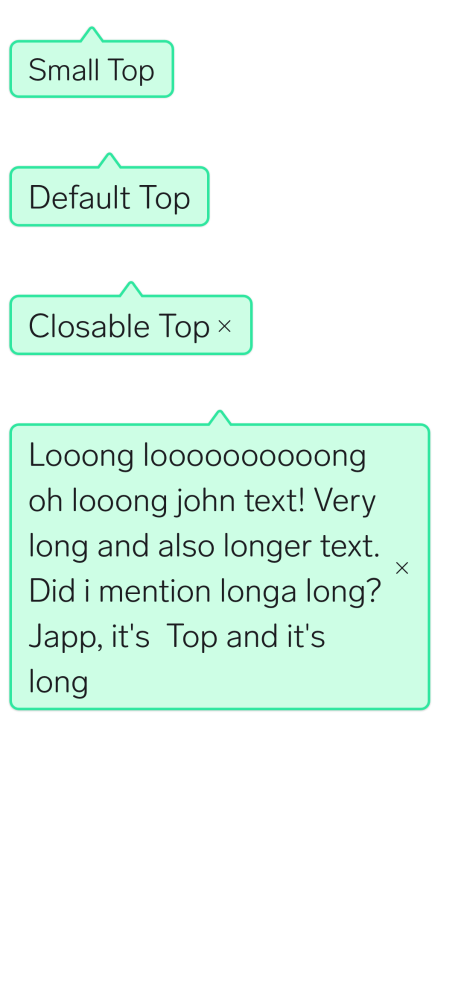 Small Top
Default Top
Closable Top ×
Looong loooooooooong
oh looong john text! Very
long and also longer text.
Did i mention longa long?
Japp, it's  Top and it's
long
×